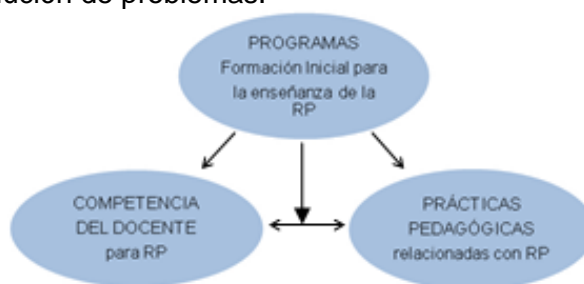 ución de problemas.
PROGRAMAS
Formación Inicial para
la enseñanza de la
RP
COMPETENCIA
DEL DOCENTE
para RP
PRÁCTICAS
PEDAGÓGICAS
relacionadas con RP